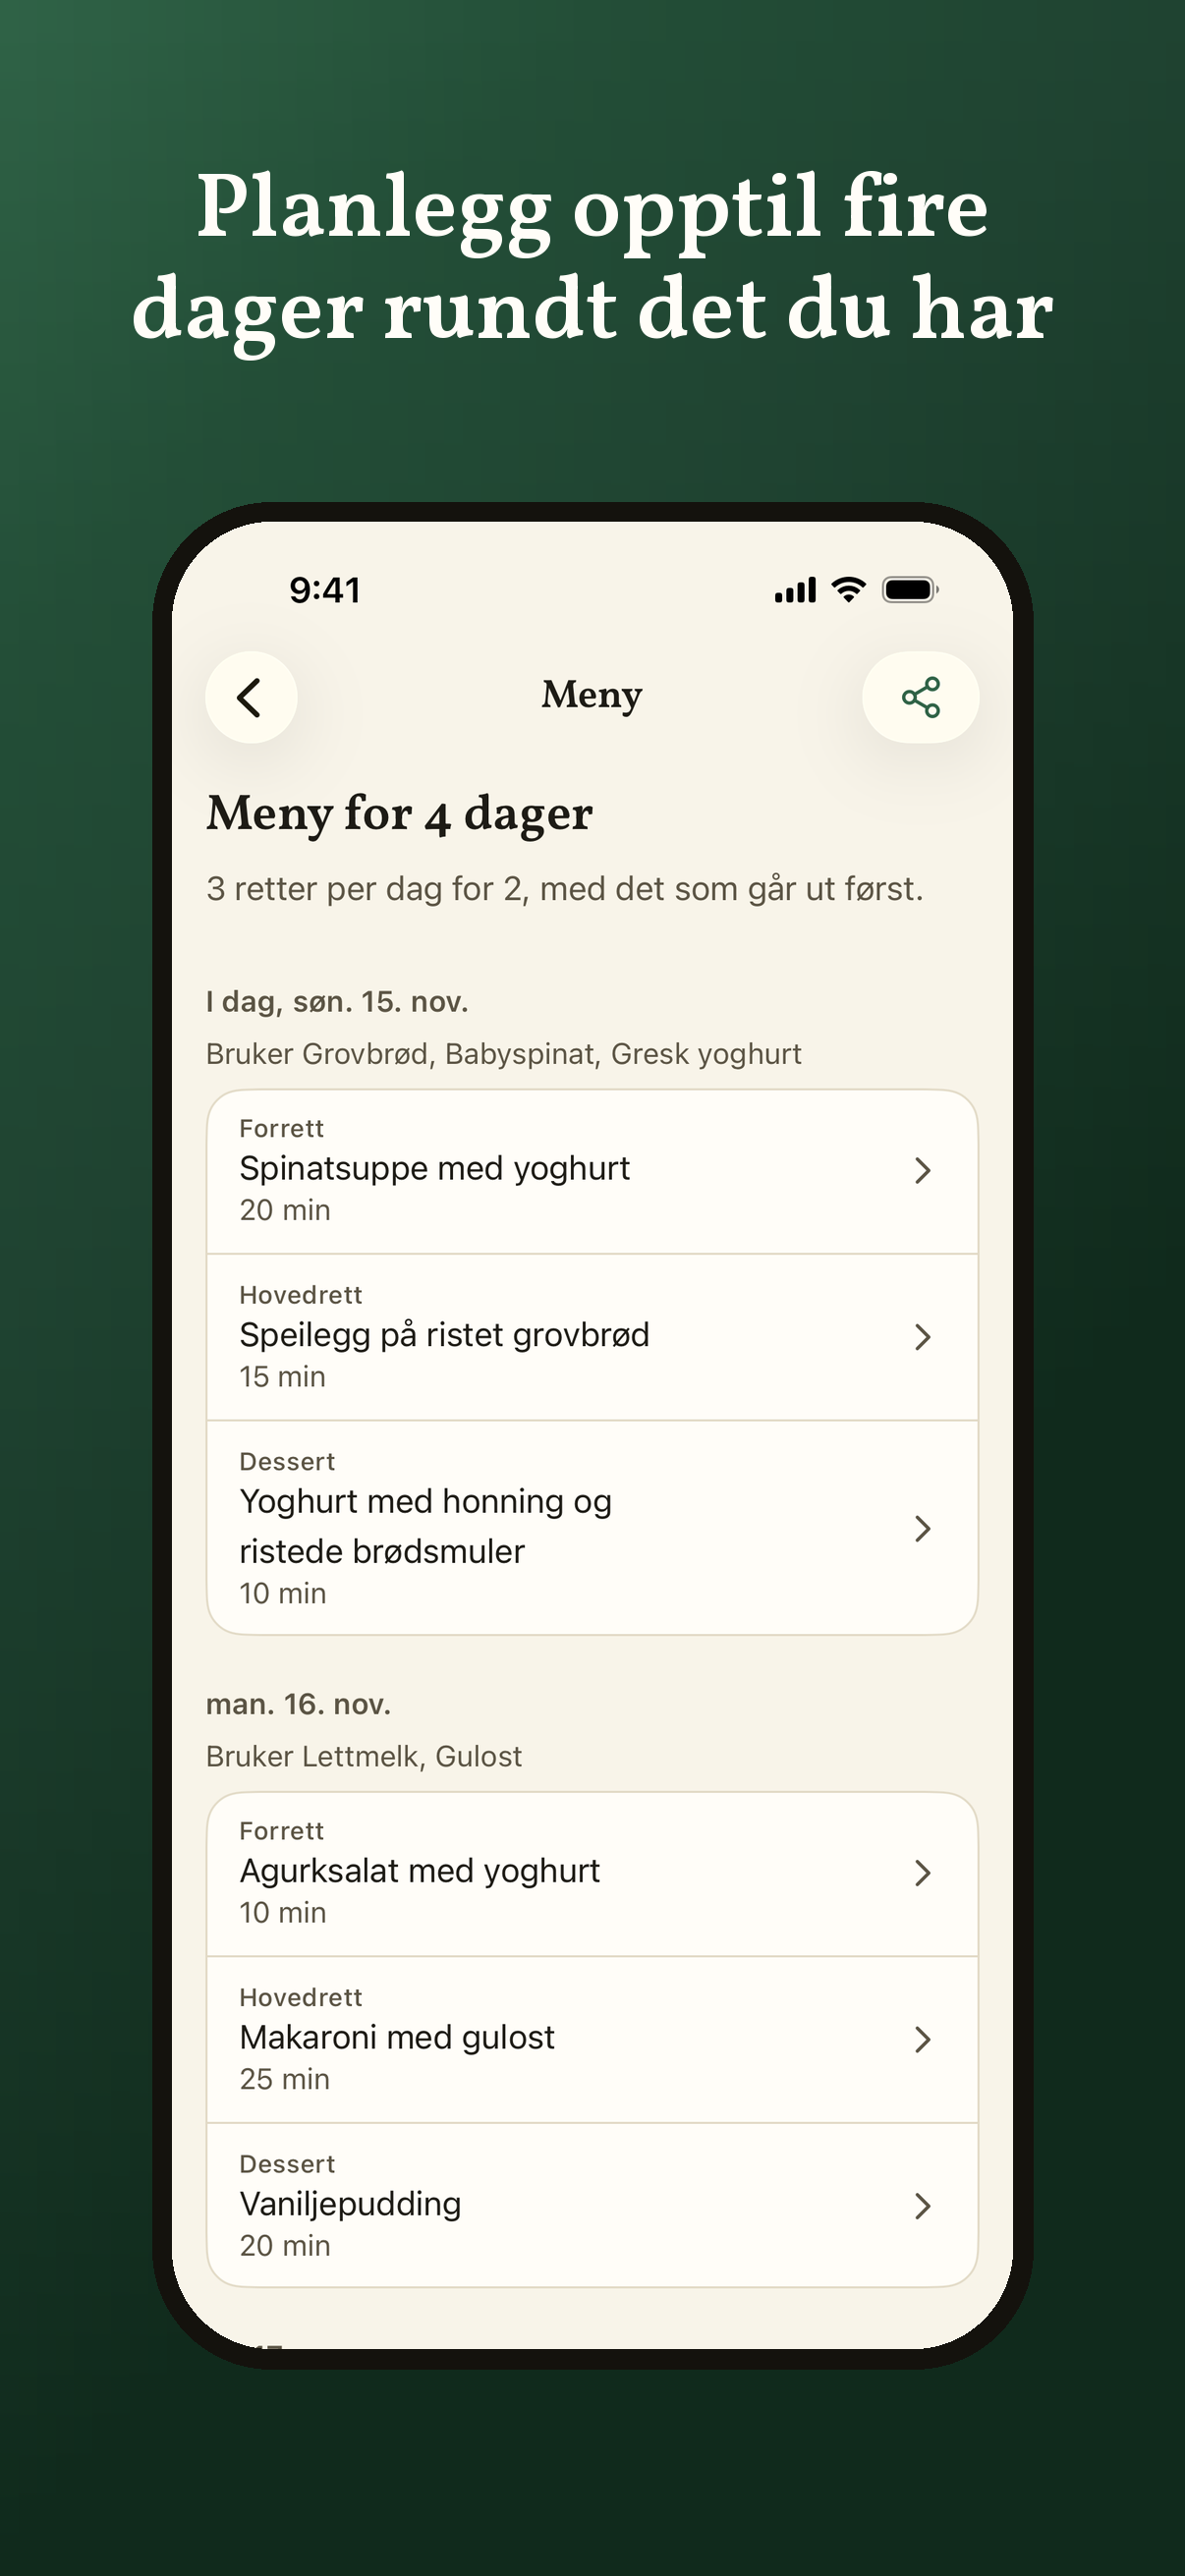 Planlegg opptil fire
dager rundt det du har
9:41
Meny
Meny for 4 dager
3 retter per dag for 2, med det som går ut først.
I dag, søn. 15. nov.
Bruker Grovbrød, Babyspinat, Gresk yoghurt
Forrett
Spinatsuppe med yoghurt
20 min
Hovedrett
Speilegg på ristet grovbrød
15 min
Dessert
Yoghurt med honning og
ristede brødsmuler
10 min
man. 16. nov.
Bruker Lettmelk, Gulost
Forrett
Agurksalat med yoghurt
10 min
Hovedrett
Makaroni med gulost
25 min
Dessert
Vaniljepudding
20 min